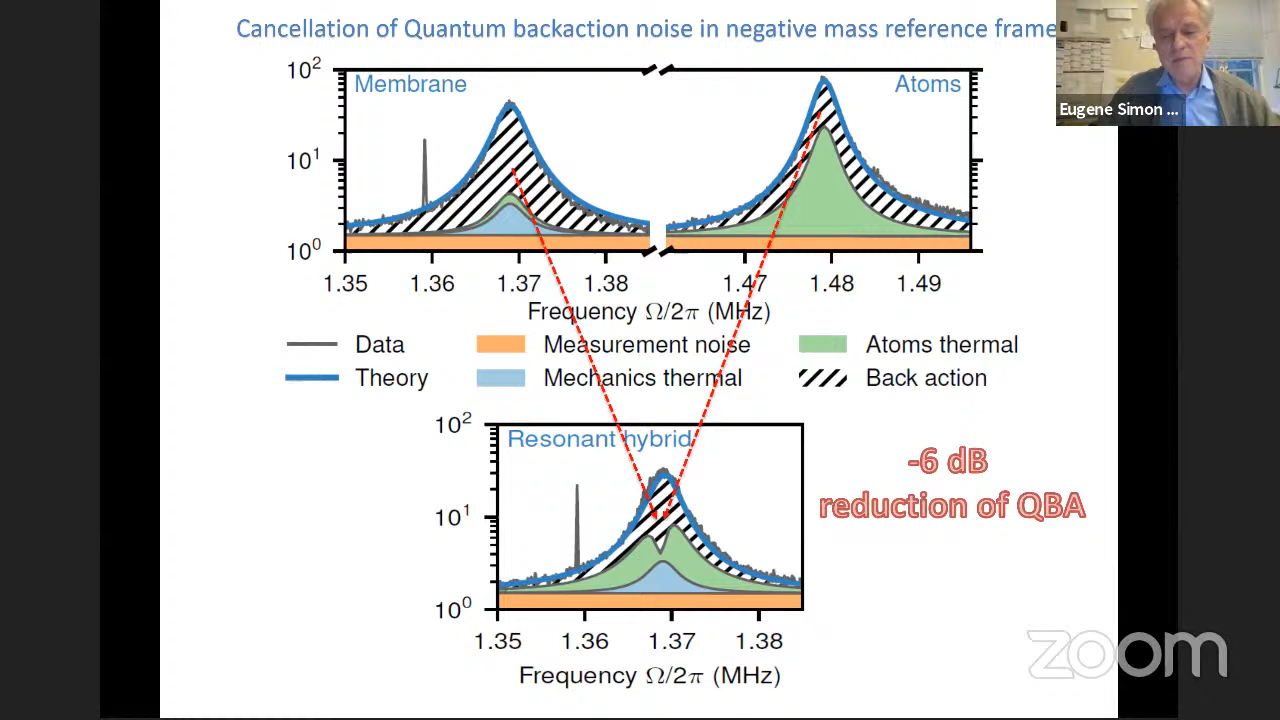 Cancellation of Quantum backaction noise in negative mass reference frame
Eugene Simon ...
Membrane
Atoms
10²
10¹
10⁰
1.35 1.36 1.37 1.38 1.47 1.48 1.49
Frequency Ω/2π (MHz)
Data Measurement noise Atoms thermal
Theory Mechanics thermal Back action
Resonant hybrid
10²
10¹
10⁰
-6 dB
reduction of QBA
1.35 1.36 1.37 1.38
Frequency Ω/2π (MHz)
zoom